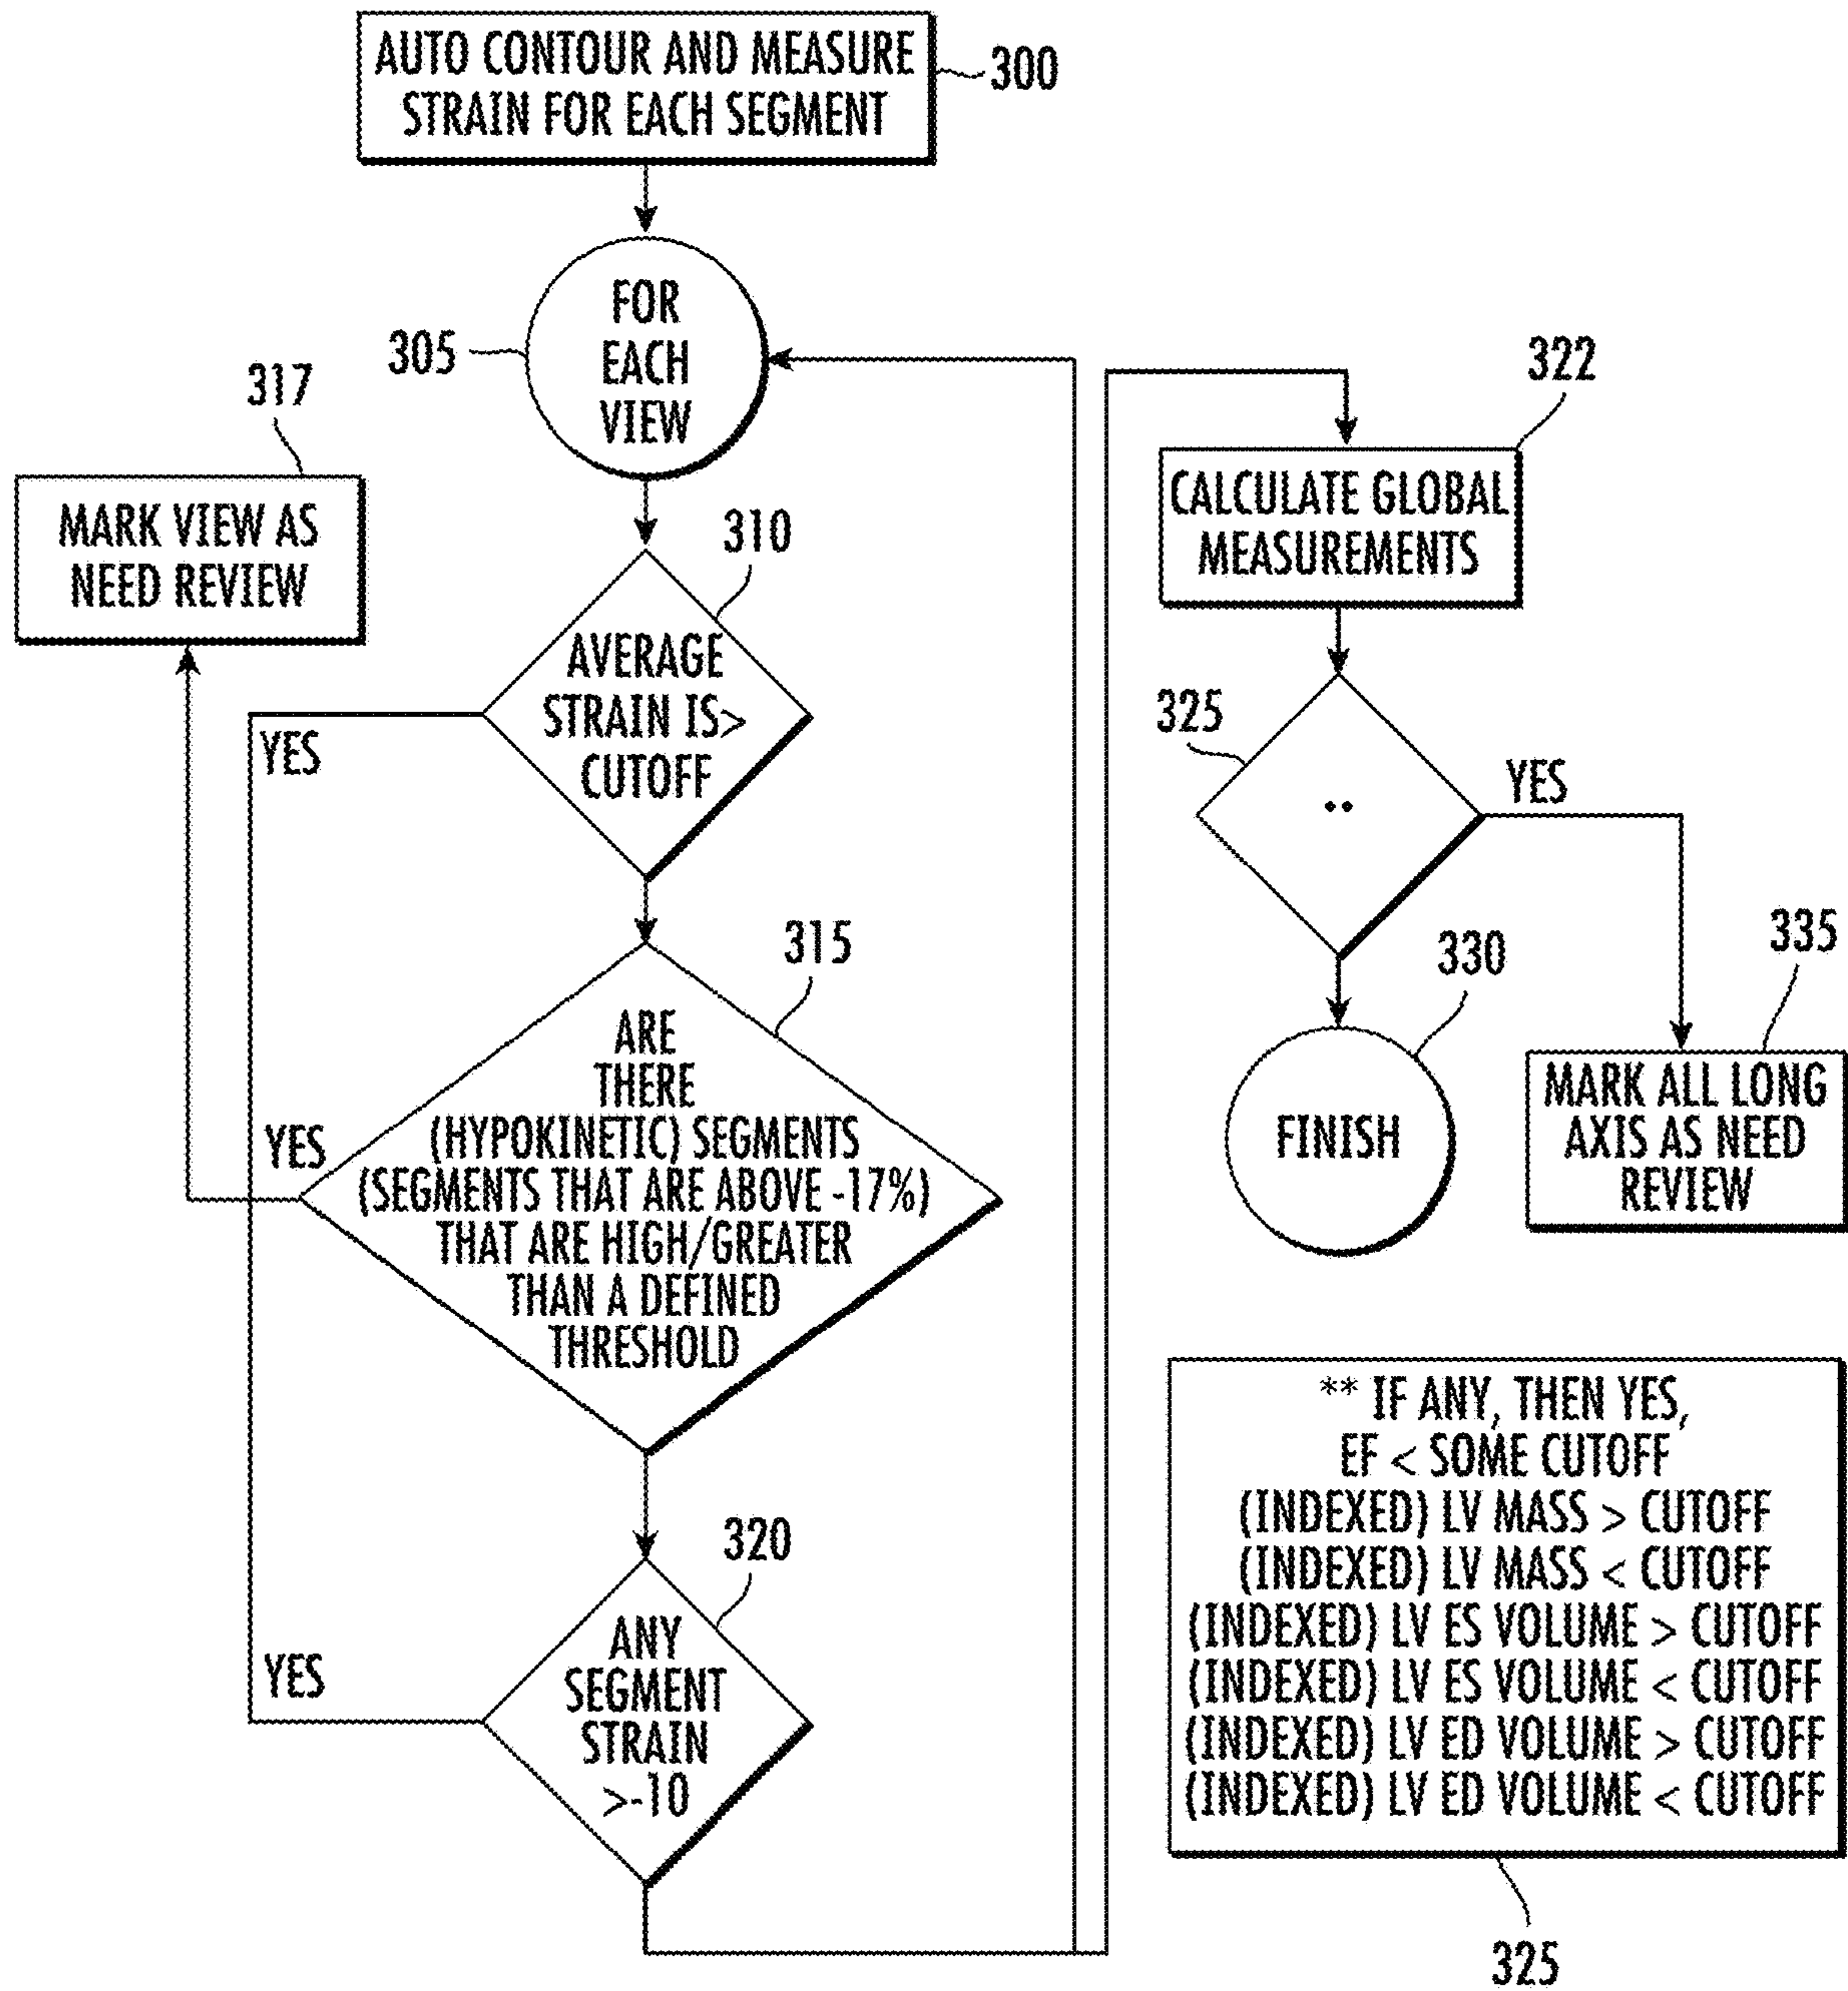 AUTO CONTOUR AND MEASURE
STRAIN FOR EACH SEGMENT
300
FOR
EACH
VIEW
305
317
MARK VIEW AS
NEED REVIEW
310
AVERAGE
STRAIN IS>
CUTOFF
YES
315
ARE
THERE
(HYPOKINETIC) SEGMENTS
(SEGMENTS THAT ARE ABOVE -17%)
THAT ARE HIGH/GREATER
THAN A DEFINED
THRESHOLD
YES
320
ANY
SEGMENT
STRAIN
>-10
YES
322
CALCULATE GLOBAL
MEASUREMENTS
325
..
YES
330
FINISH
335
MARK ALL LONG
AXIS AS NEED
REVIEW
** IF ANY, THEN YES,
EF < SOME CUTOFF
(INDEXED) LV MASS > CUTOFF
(INDEXED) LV MASS < CUTOFF
(INDEXED) LV ES VOLUME > CUTOFF
(INDEXED) LV ES VOLUME < CUTOFF
(INDEXED) LV ED VOLUME > CUTOFF
(INDEXED) LV ED VOLUME < CUTOFF
325